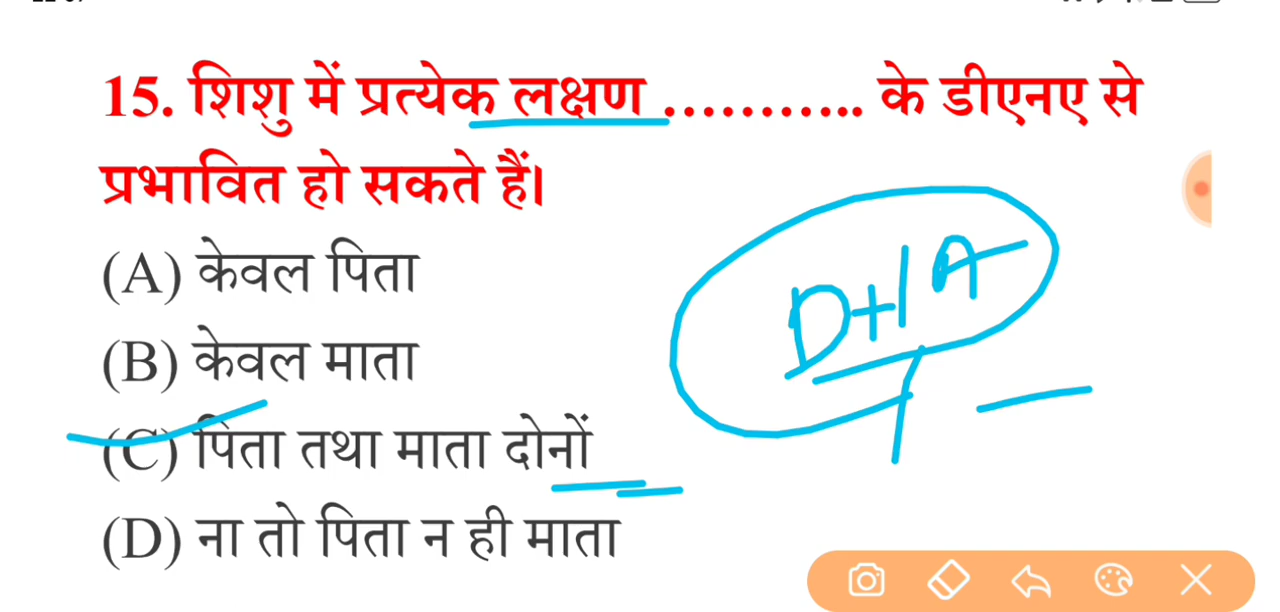 15. शिशु में प्रत्येक लक्षण ........... के डीएनए से
प्रभावित हो सकते हैं।
(A) केवल पिता
(B) केवल माता
(C) पिता तथा माता दोनों
(D) ना तो पिता न ही माता